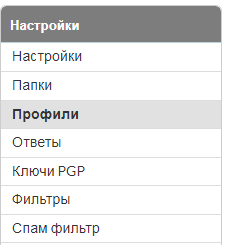 Настройки
Настройки
Папки
Профили
Ответы
Ключи PGP
Фильтры
Спам фильтр